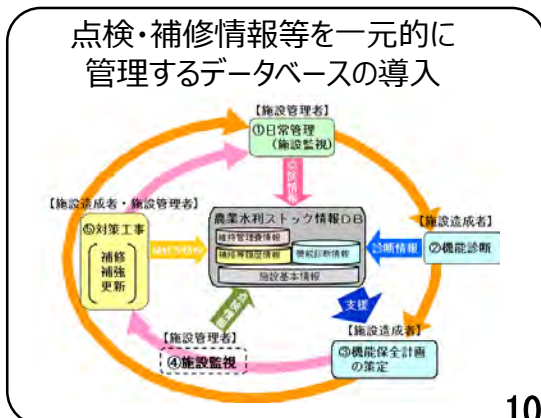 点検・補修情報等を一元的に
管理するデータベースの導入
【施設管理者】
①日常管理
（施設監視）
点検情報
【施設造成者・施設管理者】
⑤対策工事
補修
補強
更新
農業水利ストック情報DB
維持管理費情報
補修等履歴情報
機能診断情報
施設基本情報
【施設造成者】
診断情報
②機能診断
支援
【施設管理者】
④施設監視
【施設造成者】
③機能保全計画
の策定
10